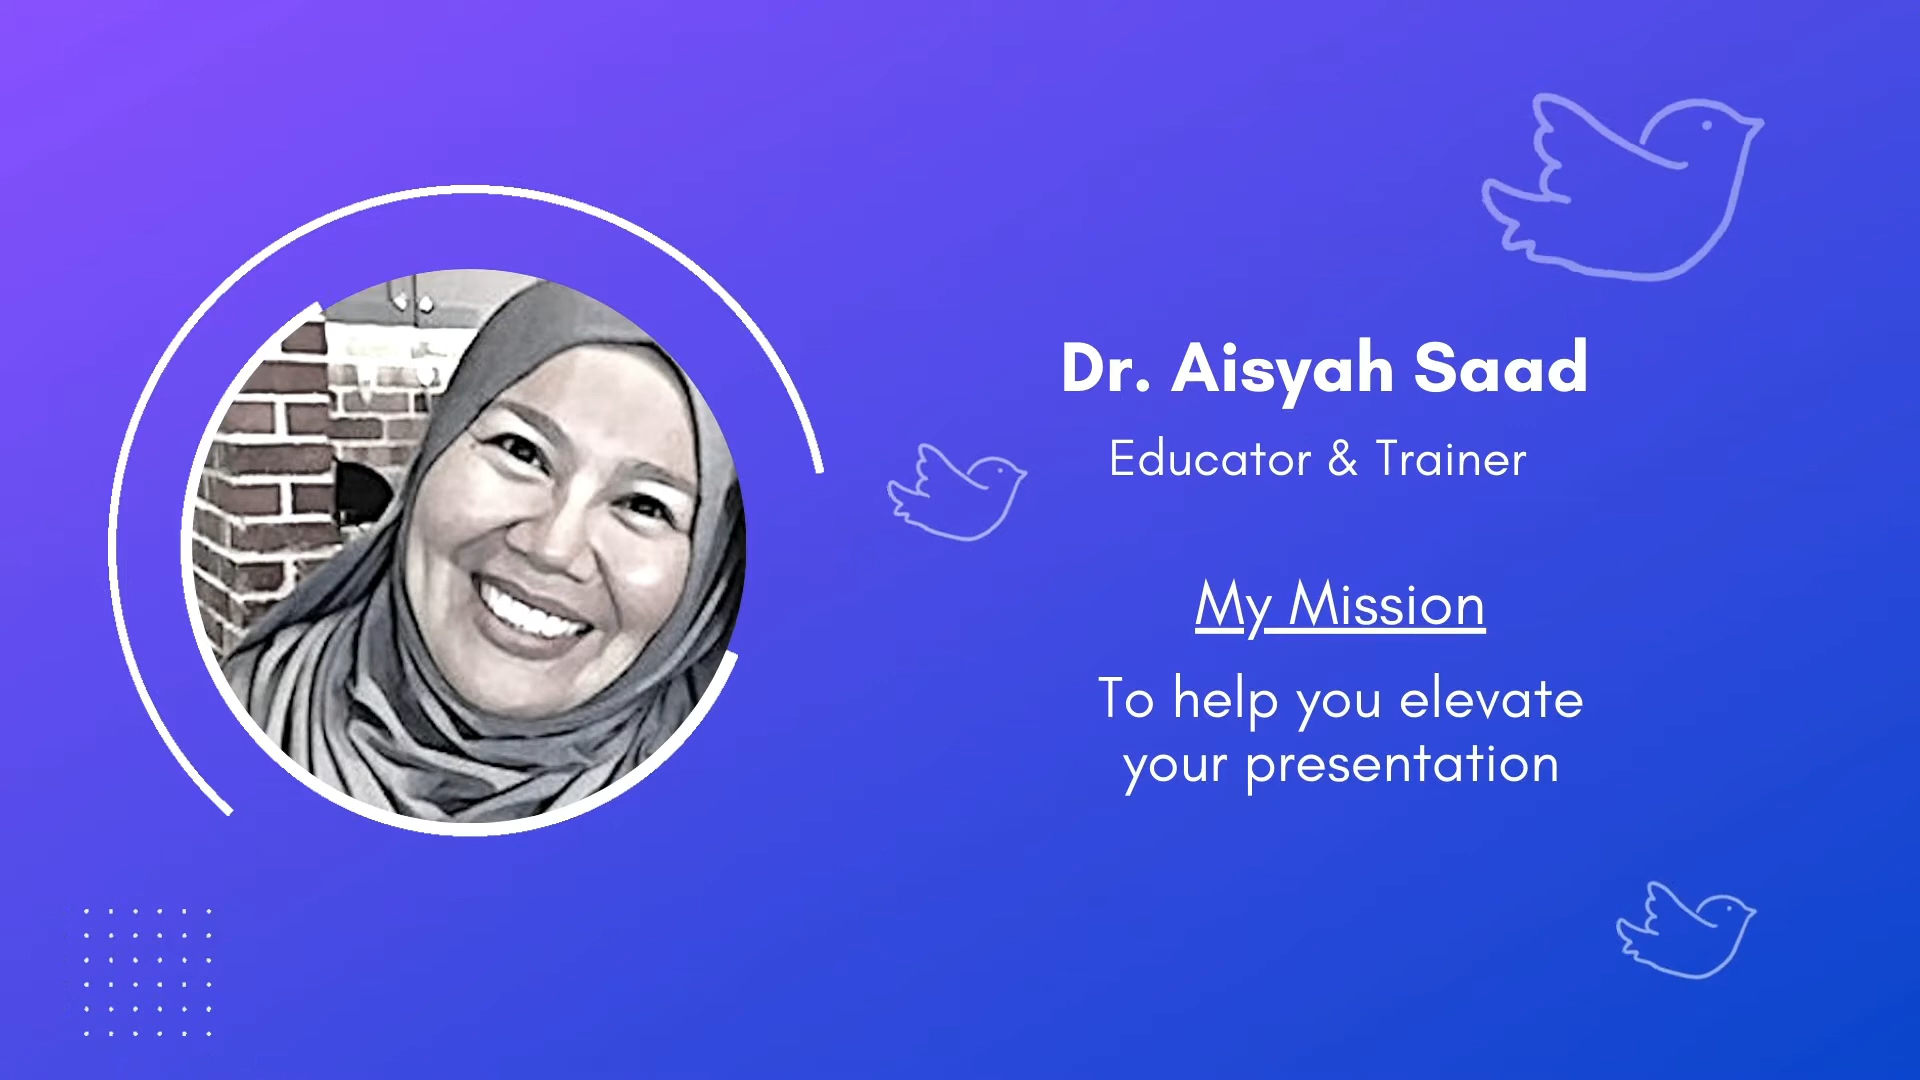 Dr. Aisyah Saad
Educator & Trainer
My Mission
To help you elevate
your presentation